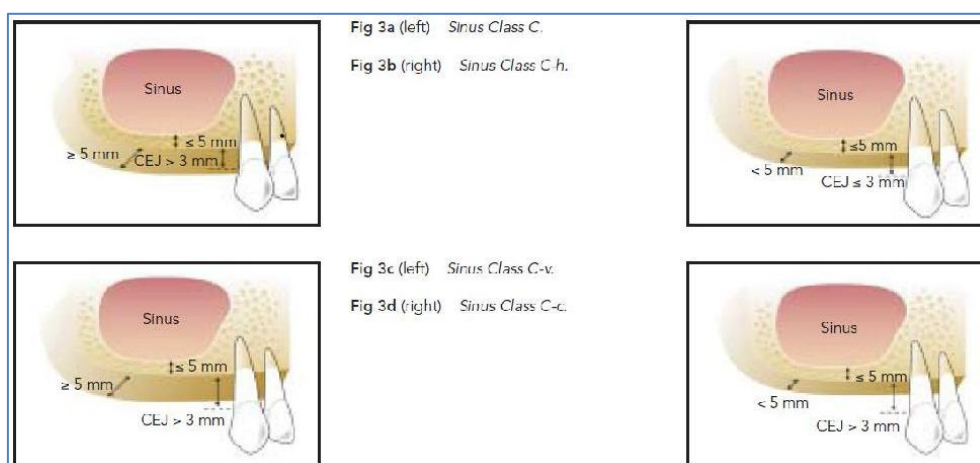 Fig 3a (left) Sinus Class C.
Fig 3b (right) Sinus Class C-h.
Sinus
≤ 5 mm
≥ 5 mm
CEJ > 3 mm
Sinus
≤5 mm
< 5 mm
CEJ ≤ 3 mm
Fig 3c (left) Sinus Class C-v.
Fig 3d (right) Sinus Class C-c.
Sinus
≤ 5 mm
≥ 5 mm
CEJ > 3 mm
Sinus
≤ 5 mm
< 5 mm
CEJ > 3 mm